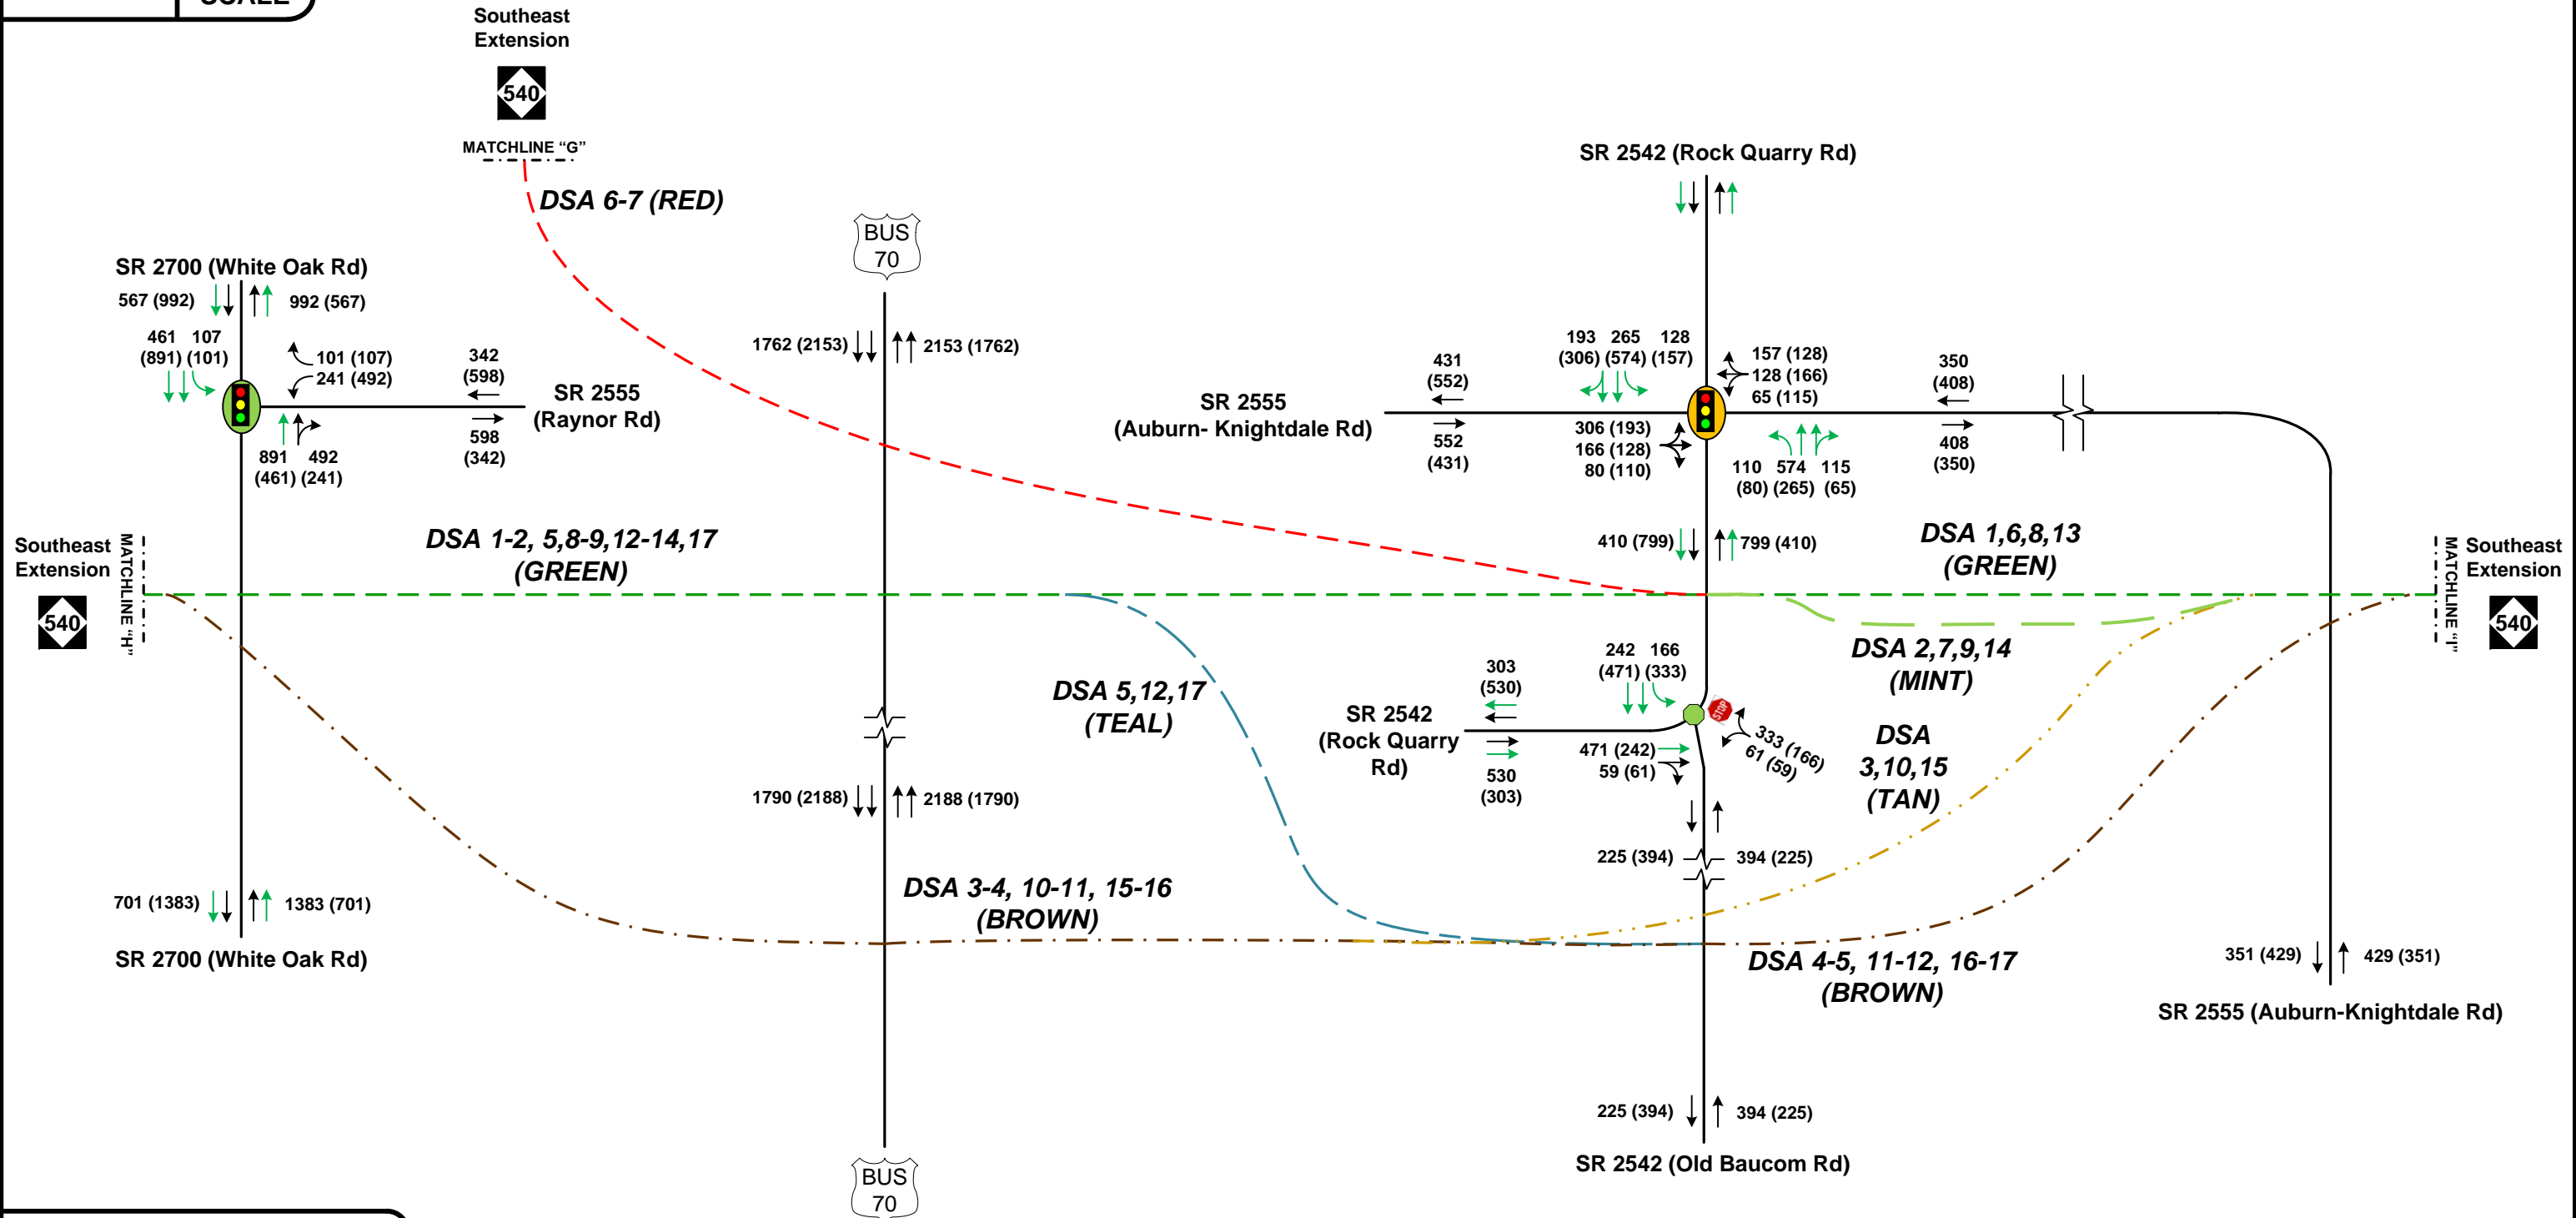 SCALE
Southeast
Extension
540
MATCHLINE “G”
DSA 6-7 (RED)
SR 2700 (White Oak Rd)
567 (992)
992 (567)
461 107
(891) (101)
101 (107)
241 (492)
342
(598)
SR 2555
(Raynor Rd)
598
(342)
891 492
(461) (241)
BUS
70
1762 (2153)
2153 (1762)
SR 2542 (Rock Quarry Rd)
431
(552)
SR 2555
(Auburn- Knightdale Rd)
552
(431)
193 265 128
(306) (574) (157)
157 (128)
128 (166)
65 (115)
350
(408)
306 (193)
166 (128)
80 (110)
110 574 115
(80) (265) (65)
408
(350)
410 (799)
799 (410)
DSA 1,6,8,13
(GREEN)
Southeast
Extension
540
MATCHLINE “H”
DSA 1-2, 5,8-9,12-14,17
(GREEN)
MATCHLINE “I”
Southeast
Extension
540
DSA 2,7,9,14
(MINT)
DSA 5,12,17
(TEAL)
303
(530)
SR 2542
(Rock Quarry
Rd)
530
(303)
242 166
(471) (333)
STOP
471 (242)
59 (61)
333 (166)
61 (59)
DSA
3,10,15
(TAN)
1790 (2188)
2188 (1790)
225 (394)
394 (225)
DSA 3-4, 10-11, 15-16
(BROWN)
701 (1383)
1383 (701)
SR 2700 (White Oak Rd)
DSA 4-5, 11-12, 16-17
(BROWN)
351 (429)
429 (351)
SR 2555 (Auburn-Knightdale Rd)
225 (394)
394 (225)
SR 2542 (Old Baucom Rd)
BUS
70